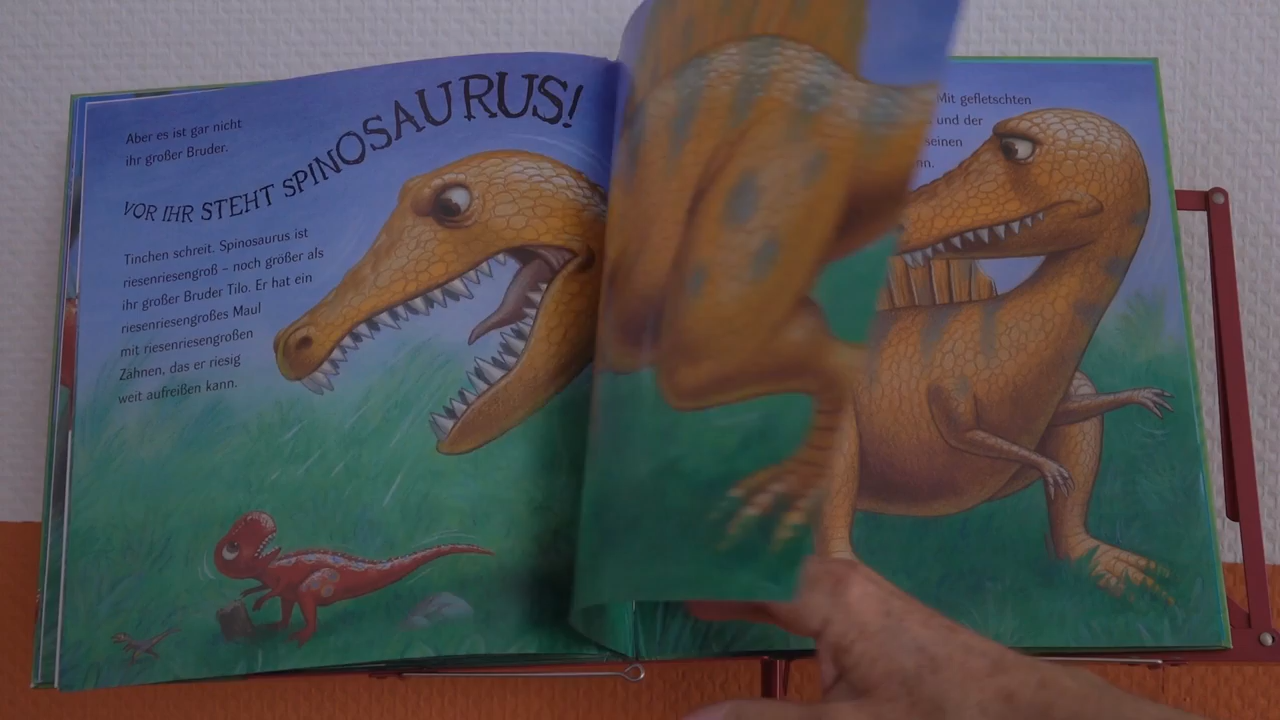 Aber es ist gar nicht
ihr großer Bruder.
VOR IHR STEHT SPINOSAURUS!
Tinchen schreit. Spinosaurus ist
riesenriesengroß – noch größer als
ihr großer Bruder Tilo. Er hat ein
riesenriesengroßes Maul
mit riesenriesengroßen
Zähnen, das er riesig
weit aufreißen kann.
Mit gefletschten
und der
seinen